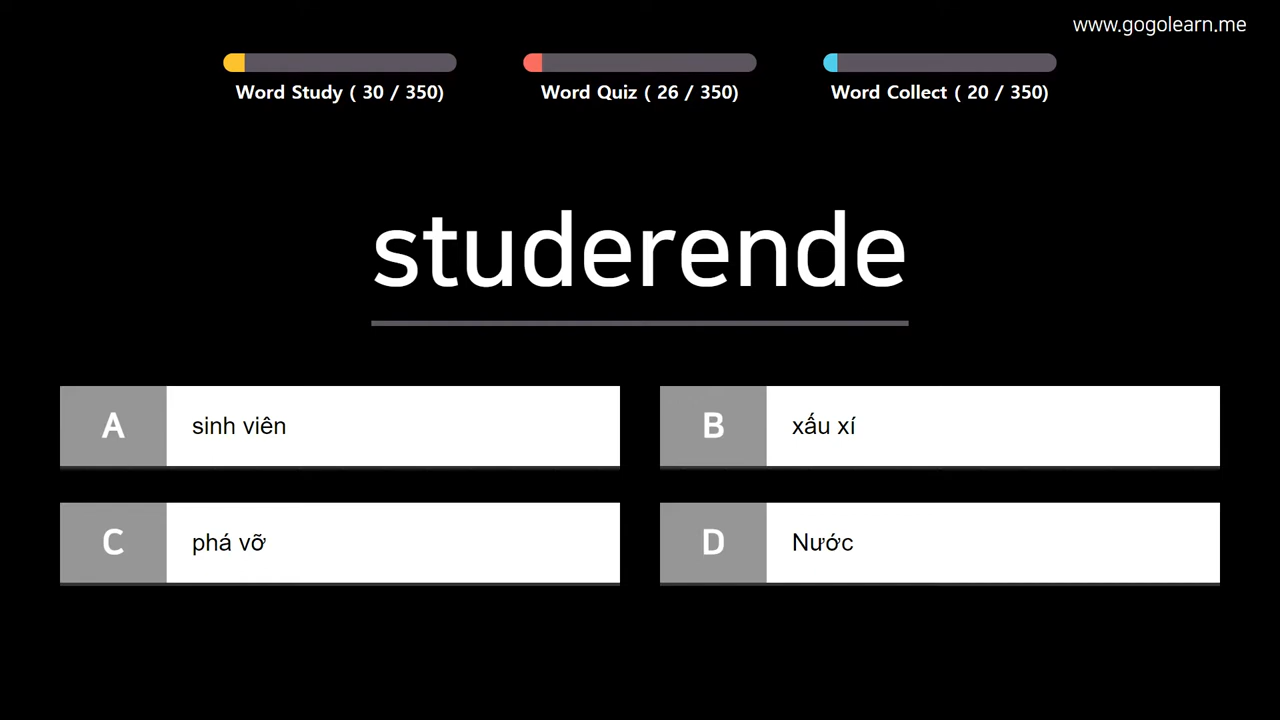 www.gogolearn.me
Word Study ( 30 / 350)
Word Quiz ( 26 / 350)
Word Collect ( 20 / 350)
studerende
A sinh viên
B xấu xí
C phá vỡ
D Nước